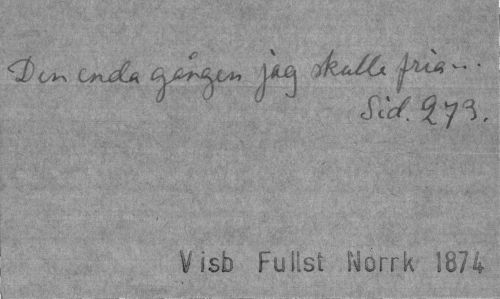 Den enda gången jag skulle fria...
Sid. 273.
Visb Fullst Norrk 1874